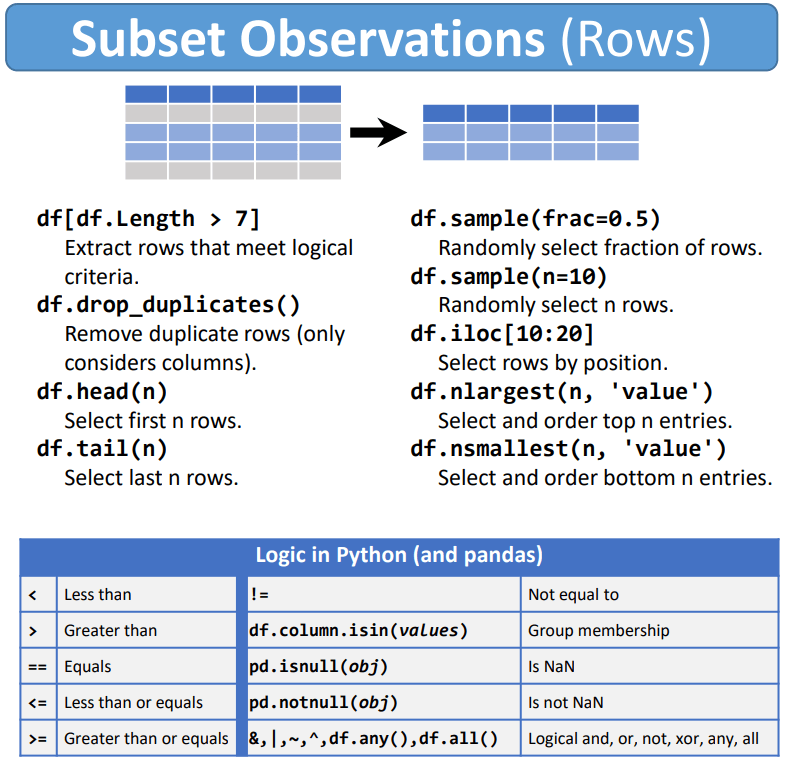 Subset Observations (Rows)
df[df.Length > 7]
Extract rows that meet logical
criteria.
df.drop_duplicates()
Remove duplicate rows (only
considers columns).
df.head(n)
Select first n rows.
df.tail(n)
Select last n rows.
df.sample(frac=0.5)
Randomly select fraction of rows.
df.sample(n=10)
Randomly select n rows.
df.iloc[10:20]
Select rows by position.
df.nlargest(n, 'value')
Select and order top n entries.
df.nsmallest(n, 'value')
Select and order bottom n entries.
Logic in Python (and pandas)
< Less than != Not equal to
> Greater than df.column.isin(values) Group membership
== Equals pd.isnull(obj) Is NaN
<= Less than or equals pd.notnull(obj) Is not NaN
>= Greater than or equals &,|,~,^,df.any(),df.all() Logical and, or, not, xor, any, all